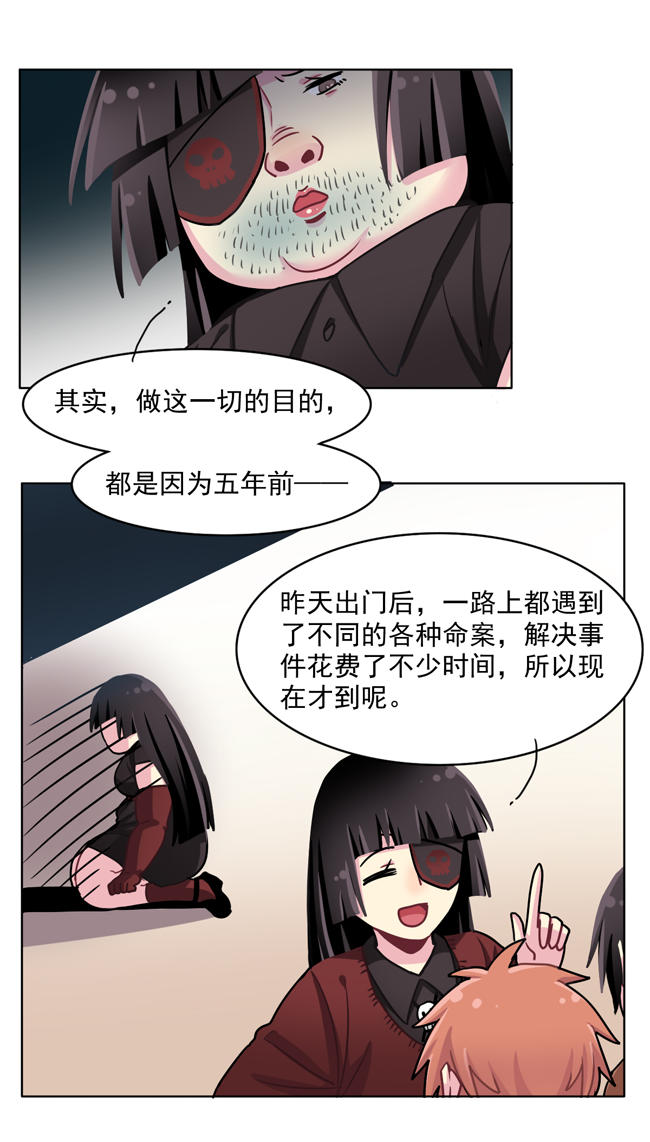 其实，做这一切的目的，
都是因为五年前——
昨天出门后，一路上都遇到
了不同的各种命案，解决事
件花费了不少时间，所以现
在才到呢。